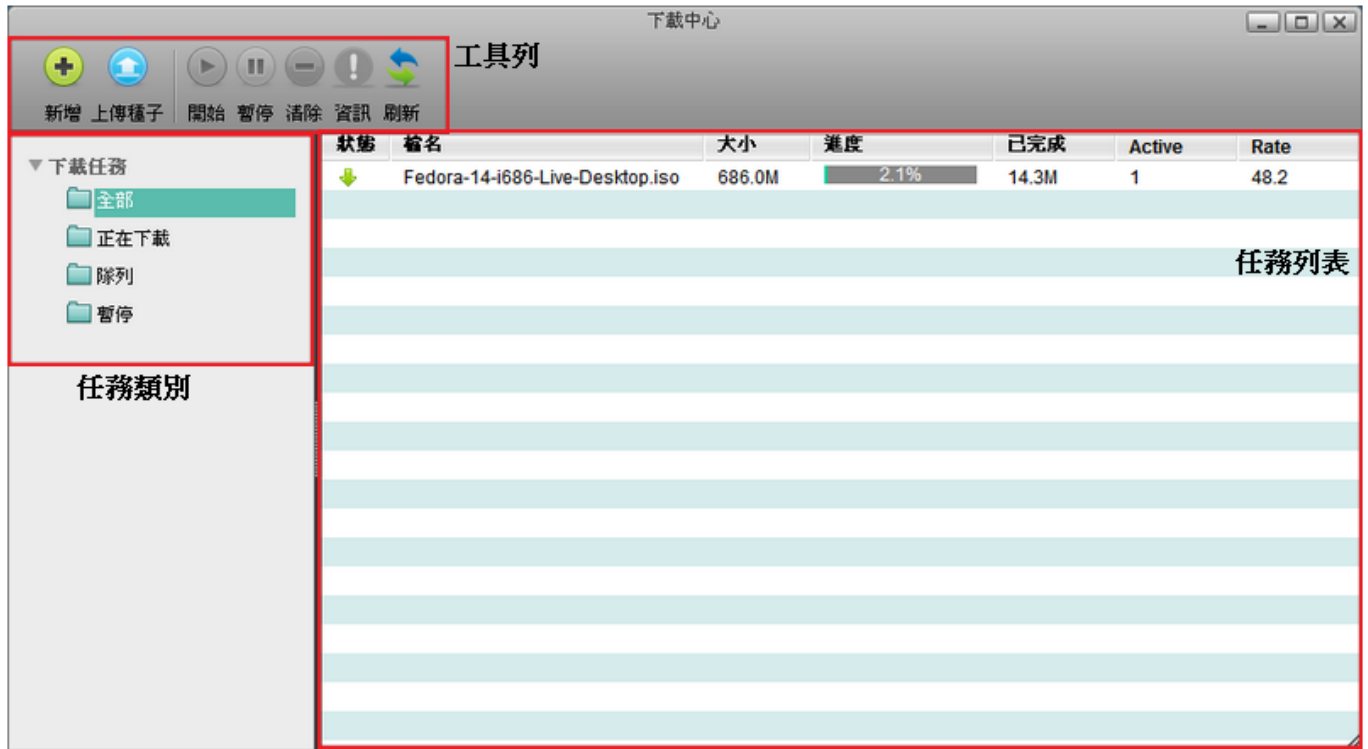 下載中心
工具列
新增 上傳種子 開始 暫停 清除 資訊 刷新
下載任務
全部
正在下載
隊列
暫停
任務類別
狀態 檔名 大小 進度 已完成 Active Rate
Fedora-14-i686-Live-Desktop.iso 686.0M 2.1% 14.3M 1 48.2
任務列表